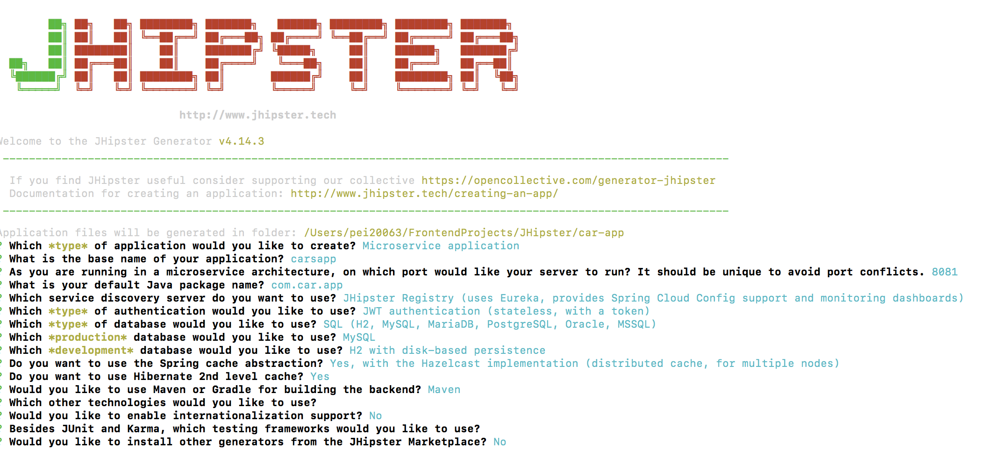 JHIPSTER
http://www.jhipster.tech
Welcome to the JHipster Generator v4.14.3
If you find JHipster useful consider supporting our collective https://opencollective.com/generator-jhipster
Documentation for creating an application: http://www.jhipster.tech/creating-an-app/
Application files will be generated in folder: /Users/pei20063/FrontendProjects/JHipster/car-app
? Which *type* of application would you like to create? Microservice application
? What is the base name of your application? carsapp
? As you are running in a microservice architecture, on which port would like your server to run? It should be unique to avoid port conflicts. 8081
? What is your default Java package name? com.car.app
? Which service discovery server do you want to use? JHipster Registry (uses Eureka, provides Spring Cloud Config support and monitoring dashboards)
? Which *type* of authentication would you like to use? JWT authentication (stateless, with a token)
? Which *type* of database would you like to use? SQL (H2, MySQL, MariaDB, PostgreSQL, Oracle, MSSQL)
? Which *production* database would you like to use? MySQL
? Which *development* database would you like to use? H2 with disk-based persistence
? Do you want to use the Spring cache abstraction? Yes, with the Hazelcast implementation (distributed cache, for multiple nodes)
? Do you want to use Hibernate 2nd level cache? Yes
? Would you like to use Maven or Gradle for building the backend? Maven
? Which other technologies would you like to use?
? Would you like to enable internationalization support? No
? Besides JUnit and Karma, which testing frameworks would you like to use?
? Would you like to install other generators from the JHipster Marketplace? No